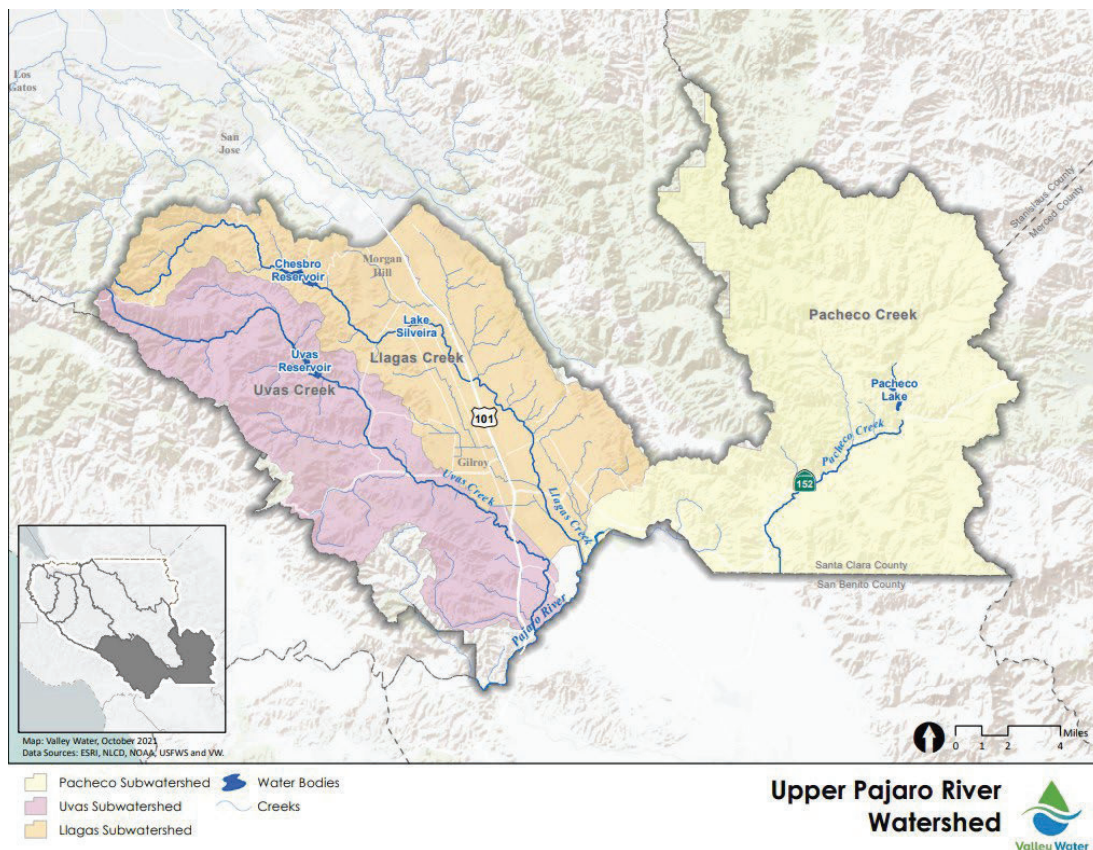 Los
Gatos
San
Jose
Stanislaus County
Merced County
Morgan
Hill
Chesbro
Reservoir
Lake
Silveira
Pacheco Creek
Llagas Creek
Uvas
Reservoir
Uvas Creek
Pacheco
Lake
101
Pacheco Creek
Gilroy
152
Uvas Creek
Llagas Creek
Santa Clara County
San Benito County
Pajaro River
Map: Valley Water, October 2021
Data Sources: ESRI, NLCD, NOAA, USFWS and VW.
0 1 2 4 Miles
Pacheco Subwatershed
Uvas Subwatershed
Llagas Subwatershed
Water Bodies
Creeks
Upper Pajaro River
Watershed
Valley Water